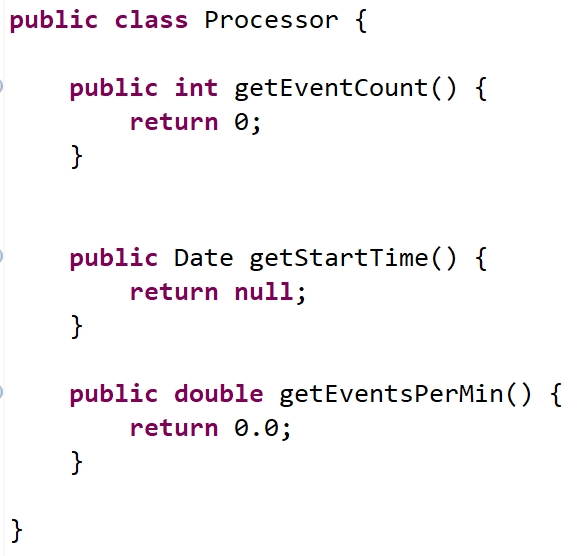 public class Processor {
public int getEventCount() {
return 0;
}
public Date getStartTime() {
return null;
}
public double getEventsPerMin() {
return 0.0;
}
}